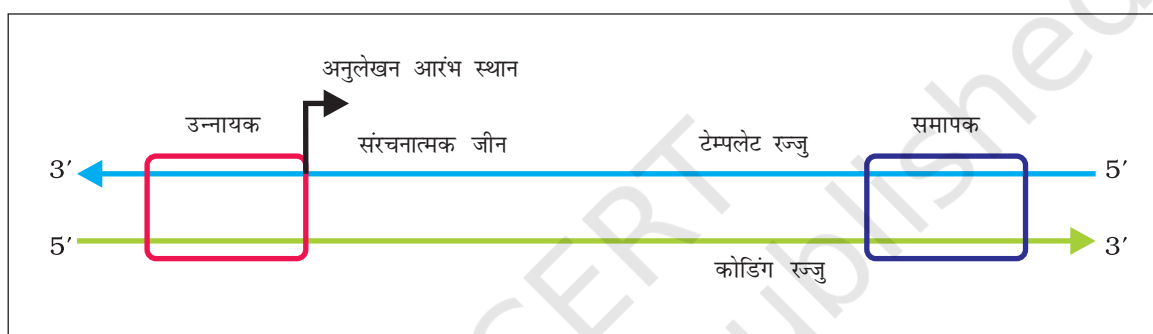 अनुलेखन आरंभ स्थान
उन्नायक
संरचनात्मक जीन
टेम्पलेट रज्जु
समापक
3′
5′
5′
3′
कोडिंग रज्जु